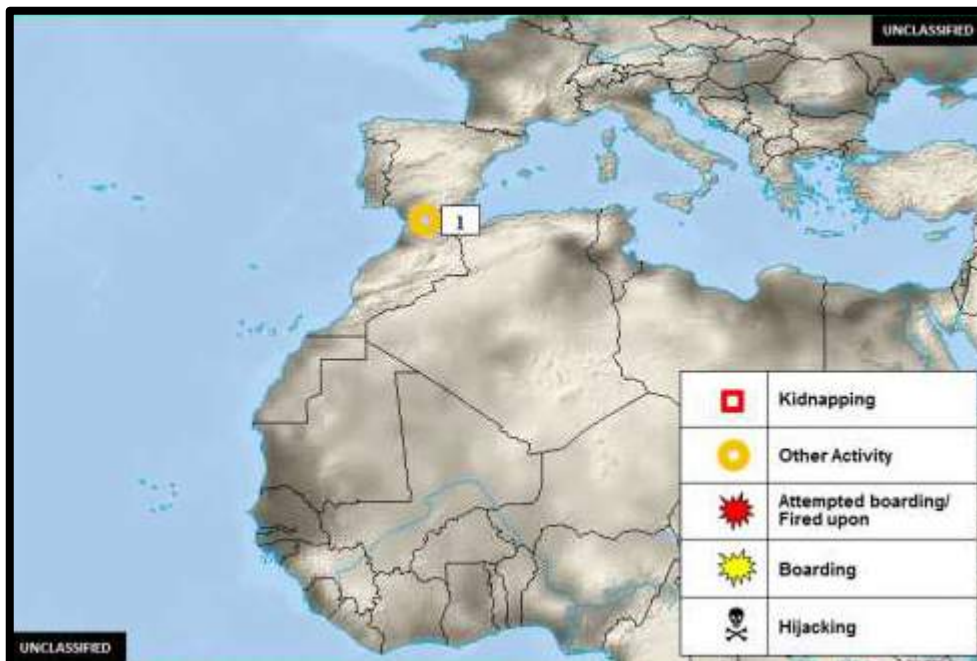 UNCLASSIFIED
1
Kidnapping
Other Activity
Attempted boarding/
Fired upon
Boarding
Hijacking
UNCLASSIFIED